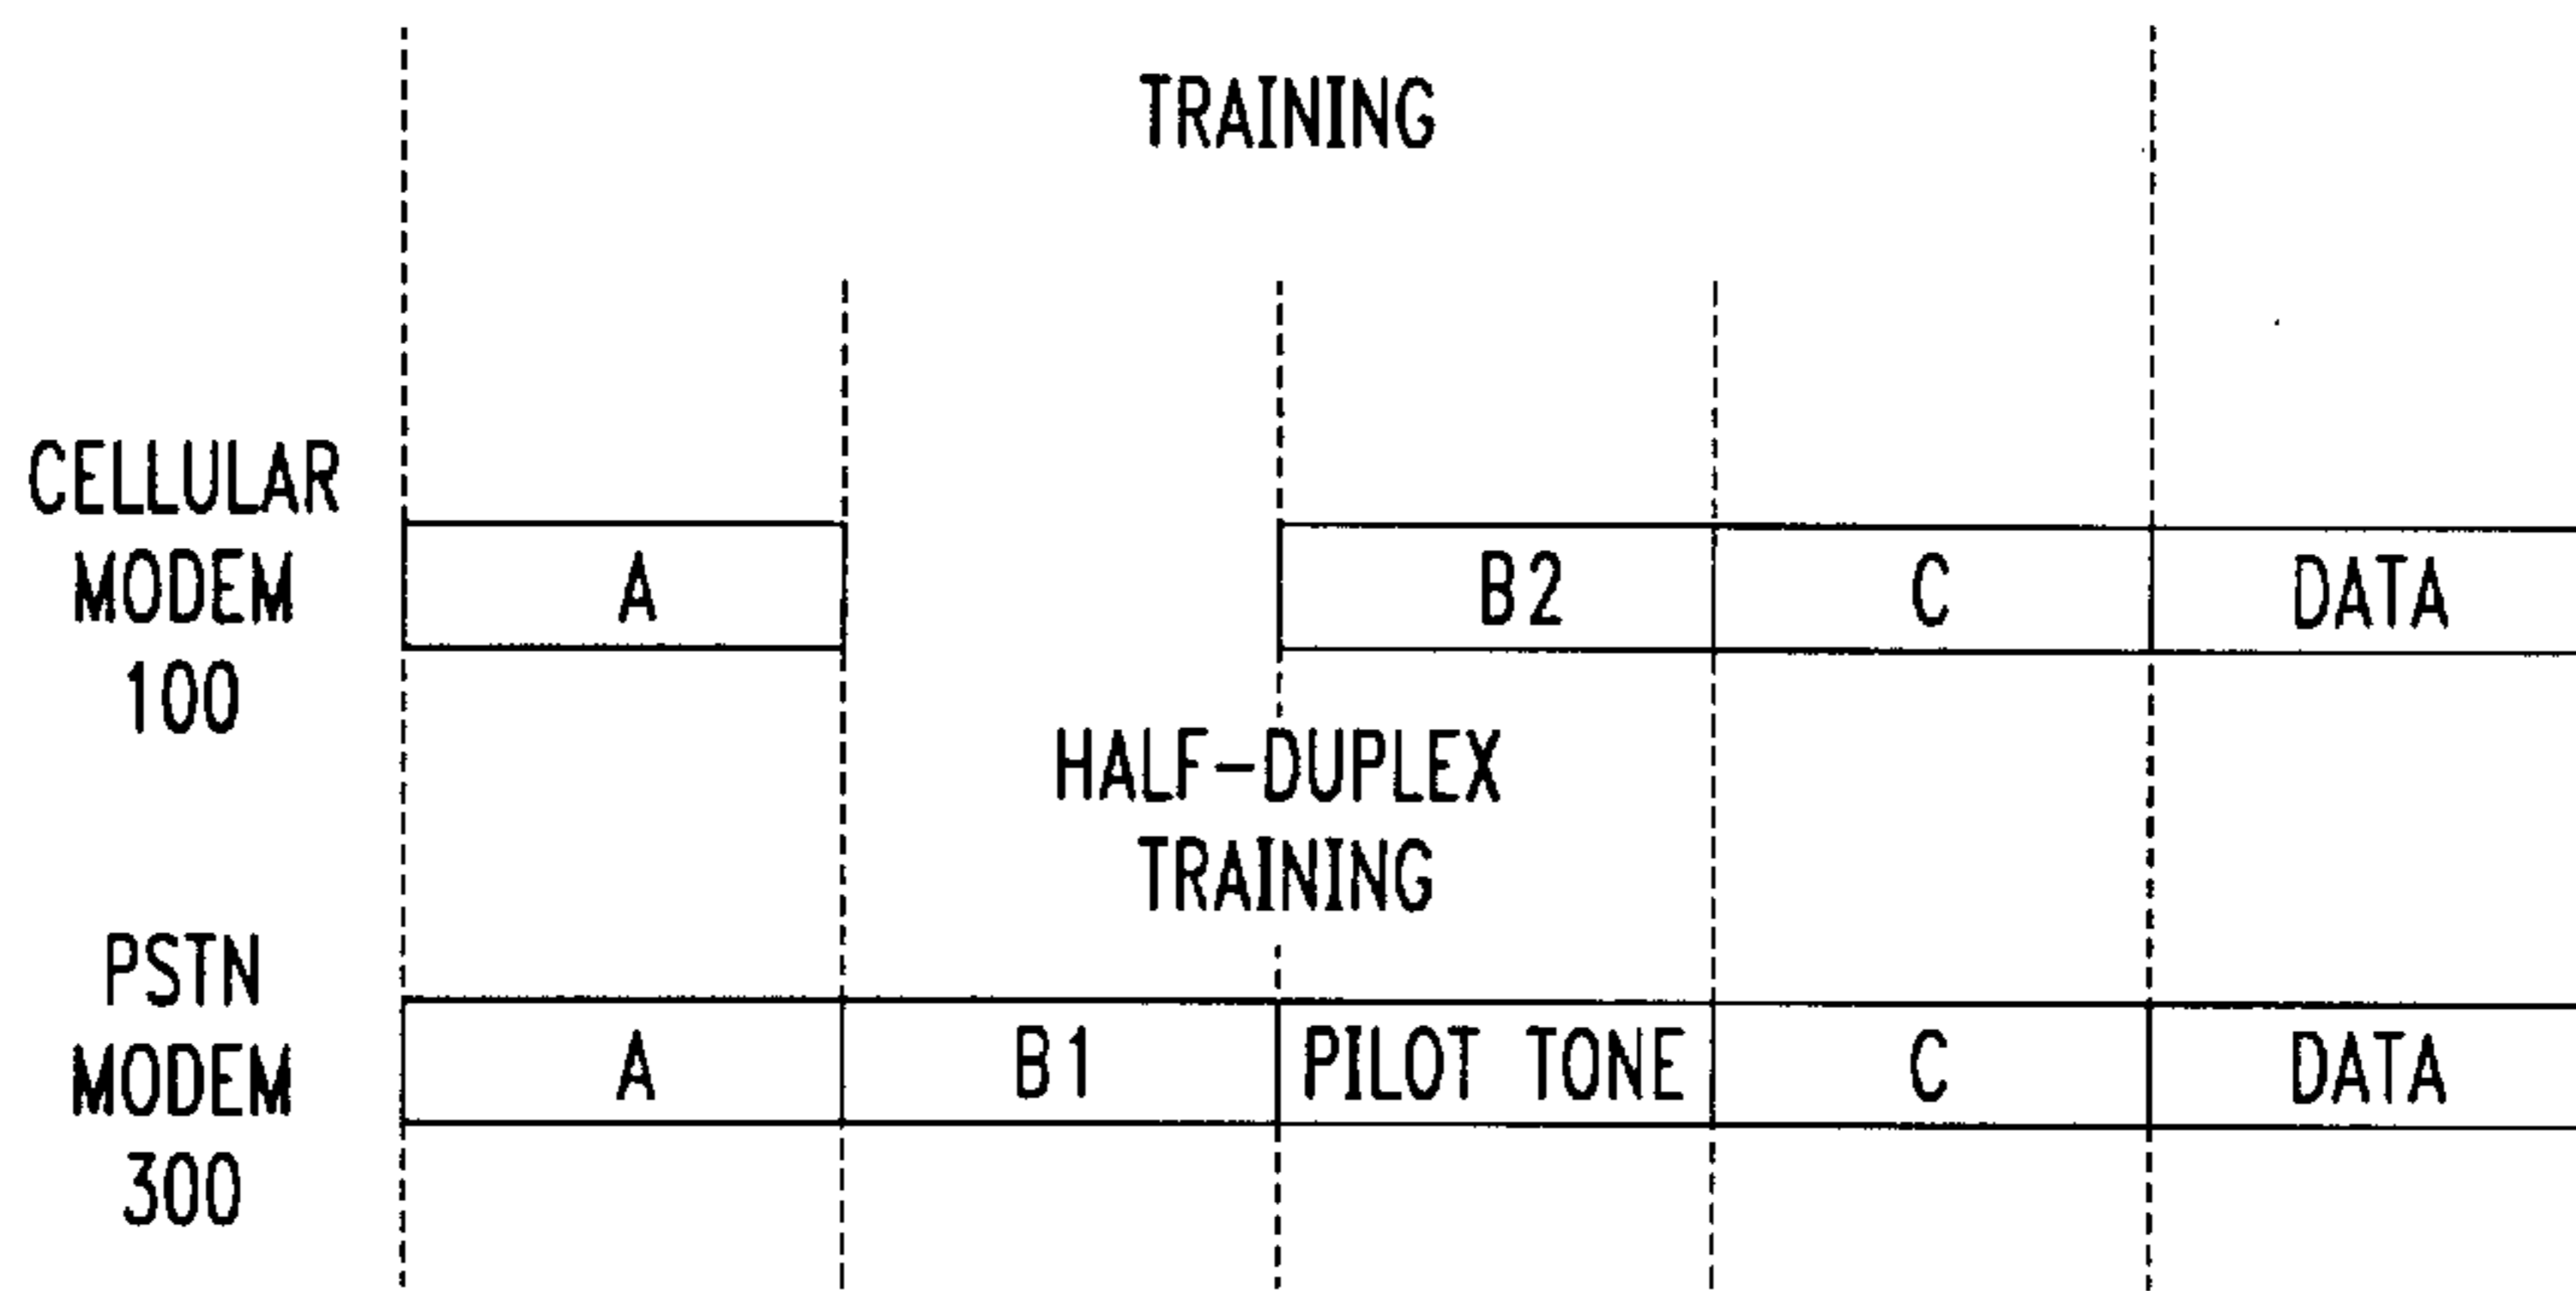 TRAINING
CELLULAR
MODEM
100
A
B2
C
DATA
HALF-DUPLEX
TRAINING
PSTN
MODEM
300
A
B1
PILOT TONE
C
DATA